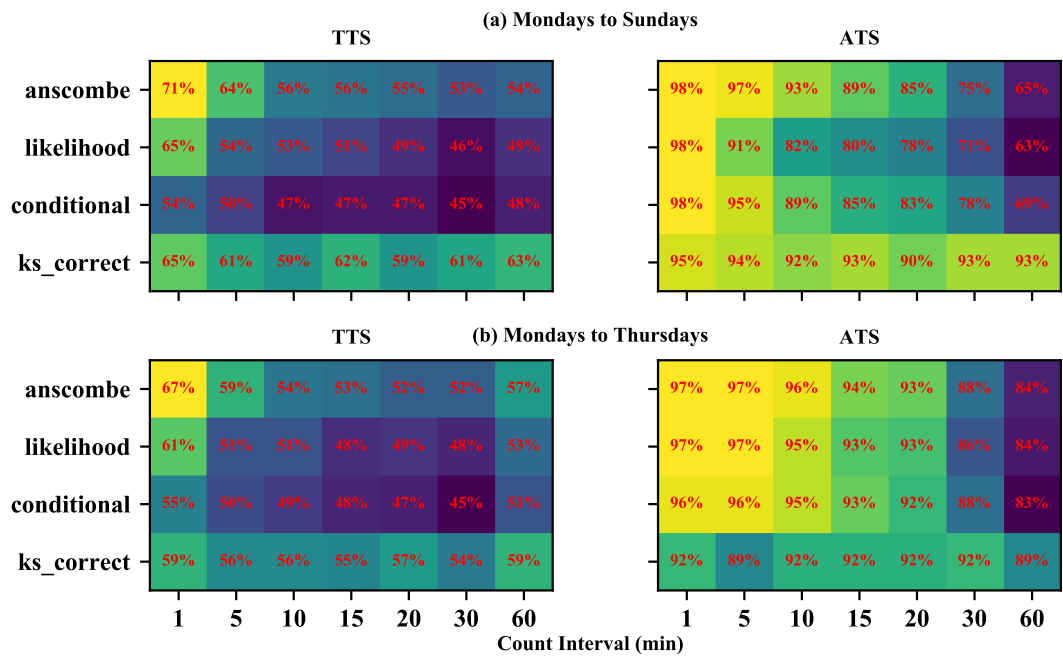 (a) Mondays to Sundays
TTS ATS
anscombe 71% 64% 56% 56% 55% 53% 54% 98% 97% 93% 89% 85% 75% 65%
likelihood 65% 54% 53% 51% 49% 46% 49% 98% 91% 82% 80% 78% 71% 63%
conditional 54% 50% 47% 47% 47% 45% 48% 98% 95% 89% 85% 83% 78% 69%
ks_correct 65% 61% 59% 62% 59% 61% 63% 95% 94% 92% 93% 90% 93% 93%
(b) Mondays to Thursdays
TTS ATS
anscombe 67% 59% 54% 53% 52% 52% 57% 97% 97% 96% 94% 93% 88% 84%
likelihood 61% 51% 51% 48% 49% 48% 53% 97% 97% 95% 93% 93% 86% 84%
conditional 55% 50% 49% 48% 47% 45% 51% 96% 96% 95% 93% 92% 88% 83%
ks_correct 59% 56% 56% 55% 57% 54% 59% 92% 89% 92% 92% 92% 92% 89%
1 5 10 15 20 30 60 1 5 10 15 20 30 60
Count Interval (min)